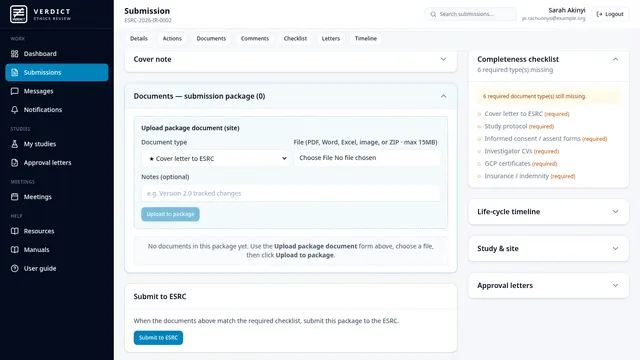 VERDICT
ETHICS REVIEW
WORK
Dashboard
Submissions
Messages
Notifications
STUDIES
My studies
Approval letters
MEETINGS
Meetings
HELP
Resources
Manuals
User guide
Submission
ESRC-2026-IR-0002
Search submissions...
Sarah Akinyi
Logout
Details
Actions
Documents
Comments
Checklist
Letters
Timeline
Cover note
Documents — submission package (0)
Upload package document (site)
Document type
★ Cover letter to ESRC
File (PDF, Word, Excel, image, or ZIP · max 15MB)
Choose File No file chosen
Notes (optional)
e.g. Version 2.0 tracked changes
Upload to package
No documents in this package yet. Use the Upload package document form above, choose a file,
then click Upload to package.
Submit to ESRC
When the documents above match the required checklist, submit this package to the ESRC.
Submit to ESRC
Completeness checklist
6 required type(s) missing
6 required document type(s) still missing.
Cover letter to ESRC (required)
Study protocol (required)
Informed consent / assent forms (required)
Investigator CVs (required)
GCP certificates (required)
Insurance / indemnity (required)
Life-cycle timeline
Study & site
Approval letters